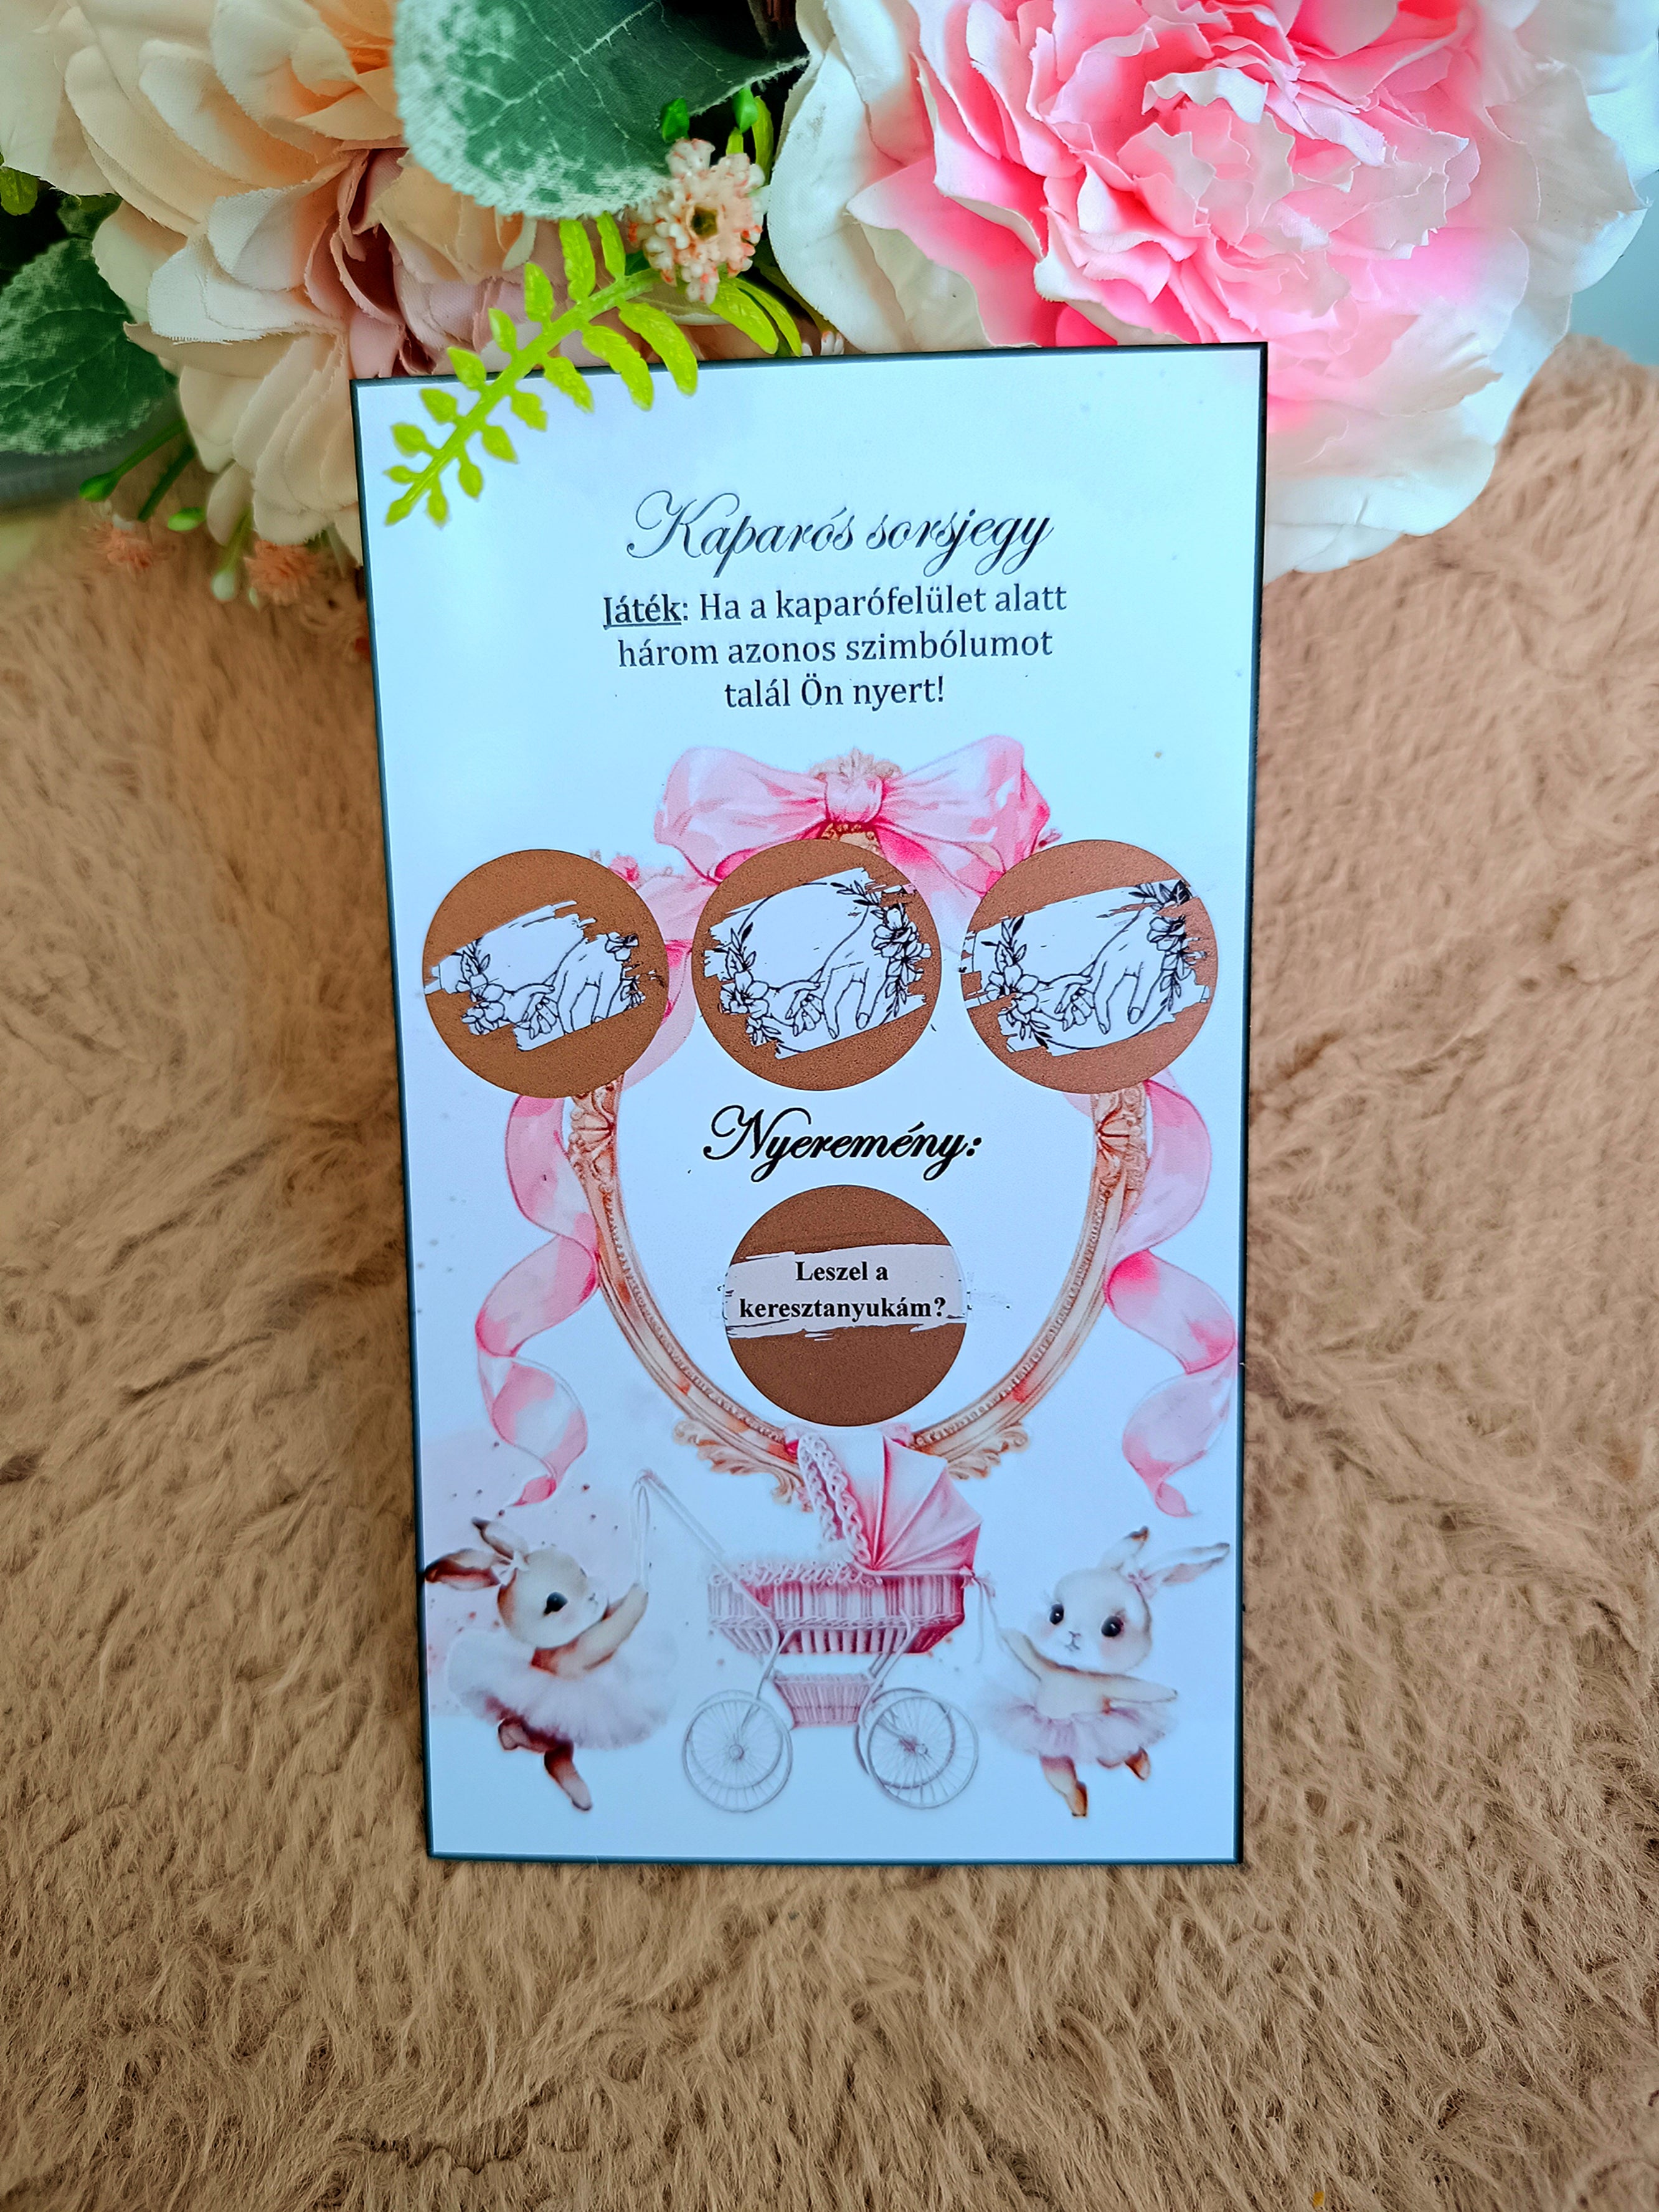 Kaparós sorsjegy
Játék: Ha a kaparófelület alatt
három azonos szimbólumot
talál Ön nyert!
Nyeremény:
Leszel a
keresztanyukám?